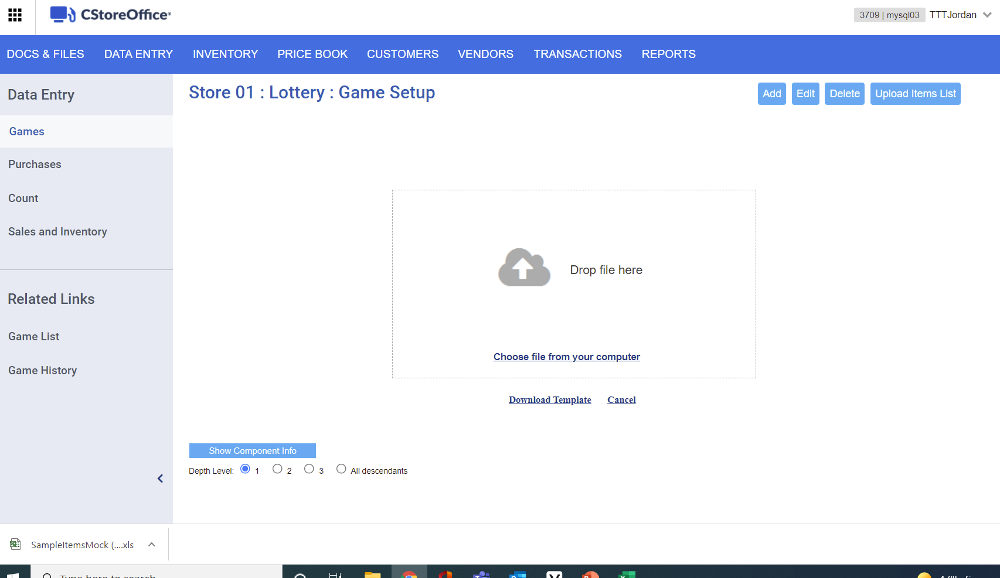 CStoreOffice®
3709 | mysql03 TTTJordan
DOCS & FILES DATA ENTRY INVENTORY PRICE BOOK CUSTOMERS VENDORS TRANSACTIONS REPORTS
Data Entry
Games
Purchases
Count
Sales and Inventory
Related Links
Game List
Game History
Store 01 : Lottery : Game Setup
Add Edit Delete Upload Items List
Drop file here
Choose file from your computer
Download Template Cancel
Show Component Info
Depth Level: 1 2 3 All descendants
SampleItemsMock (....xls
Type here to search